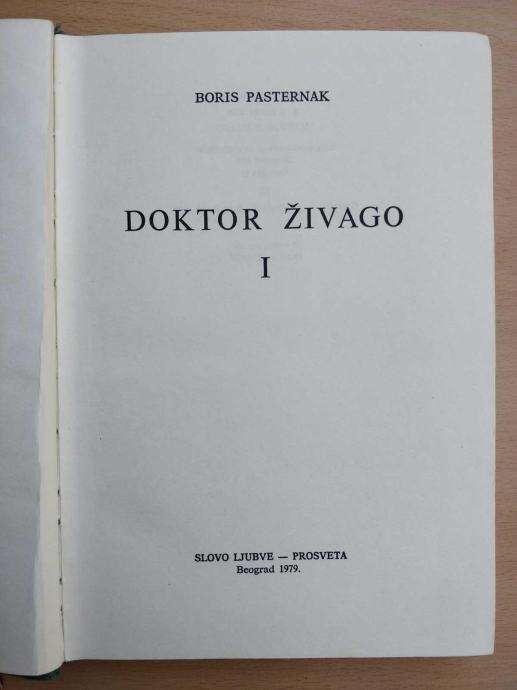 BORIS PASTERNAK
DOKTOR ŽIVAGO
I
SLOVO LJUBVE — PROSVETA
Beograd 1979.